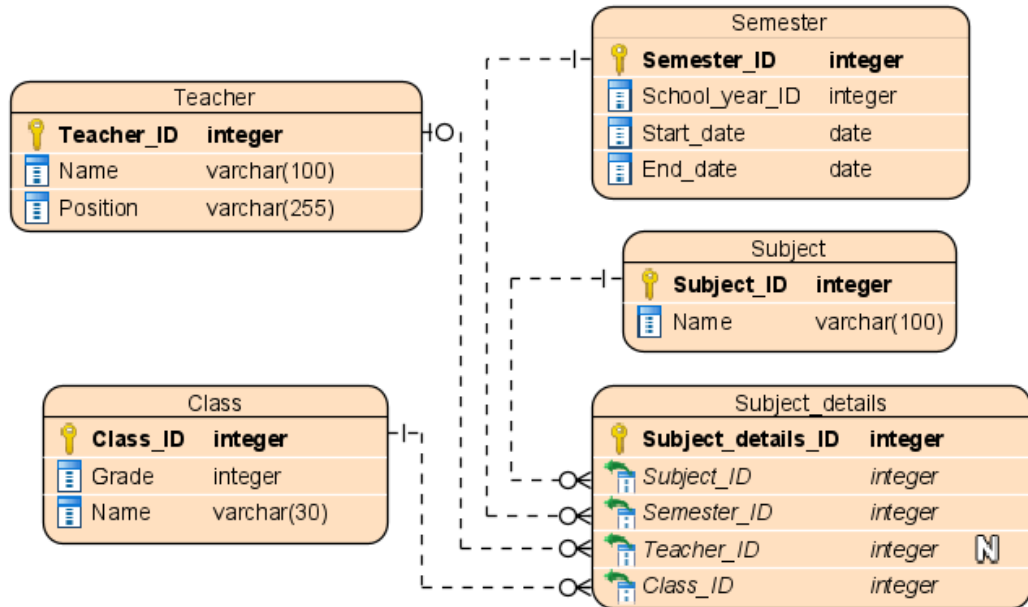 Teacher
Teacher_ID integer
Name varchar(100)
Position varchar(255)
Semester
Semester_ID integer
School_year_ID integer
Start_date date
End_date date
Subject
Subject_ID integer
Name varchar(100)
Class
Class_ID integer
Grade integer
Name varchar(30)
Subject_details
Subject_details_ID integer
Subject_ID integer
Semester_ID integer
Teacher_ID integer N
Class_ID integer